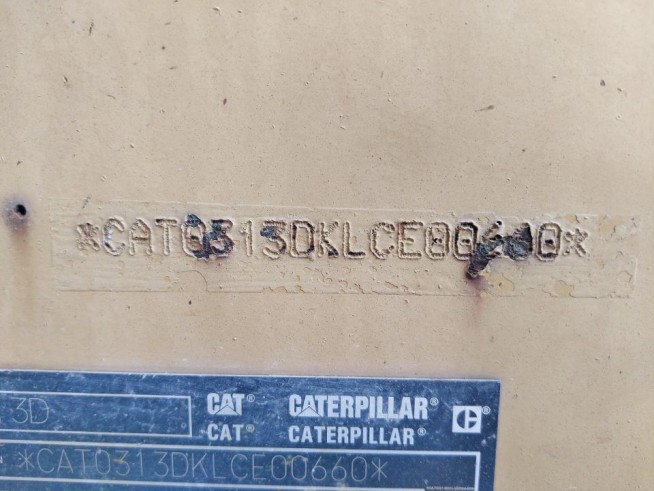 *CAT0313DKLCE00660*
3D
CAT® CATERPILLAR® C®
CAT® CATERPILLAR®
*CAT0313DKLCE00660*